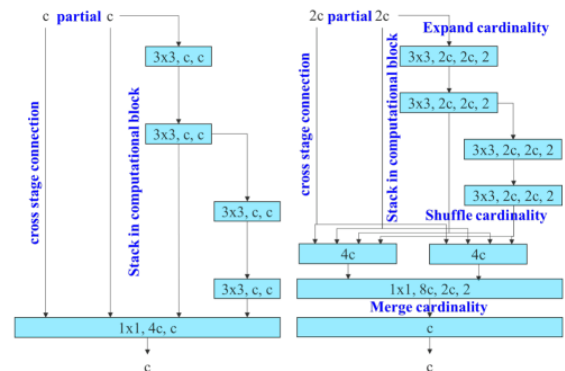 c partial c
3x3, c, c
3x3, c, c
3x3, c, c
3x3, c, c
cross stage connection
Stack in computational block
1x1, 4c, c
c
2c partial 2c
Expand cardinality
3x3, 2c, 2c, 2
3x3, 2c, 2c, 2
3x3, 2c, 2c, 2
3x3, 2c, 2c, 2
cross stage connection
Stack in computational block
Shuffle cardinality
4c
4c
1x1, 8c, 2c, 2
Merge cardinality
c
c